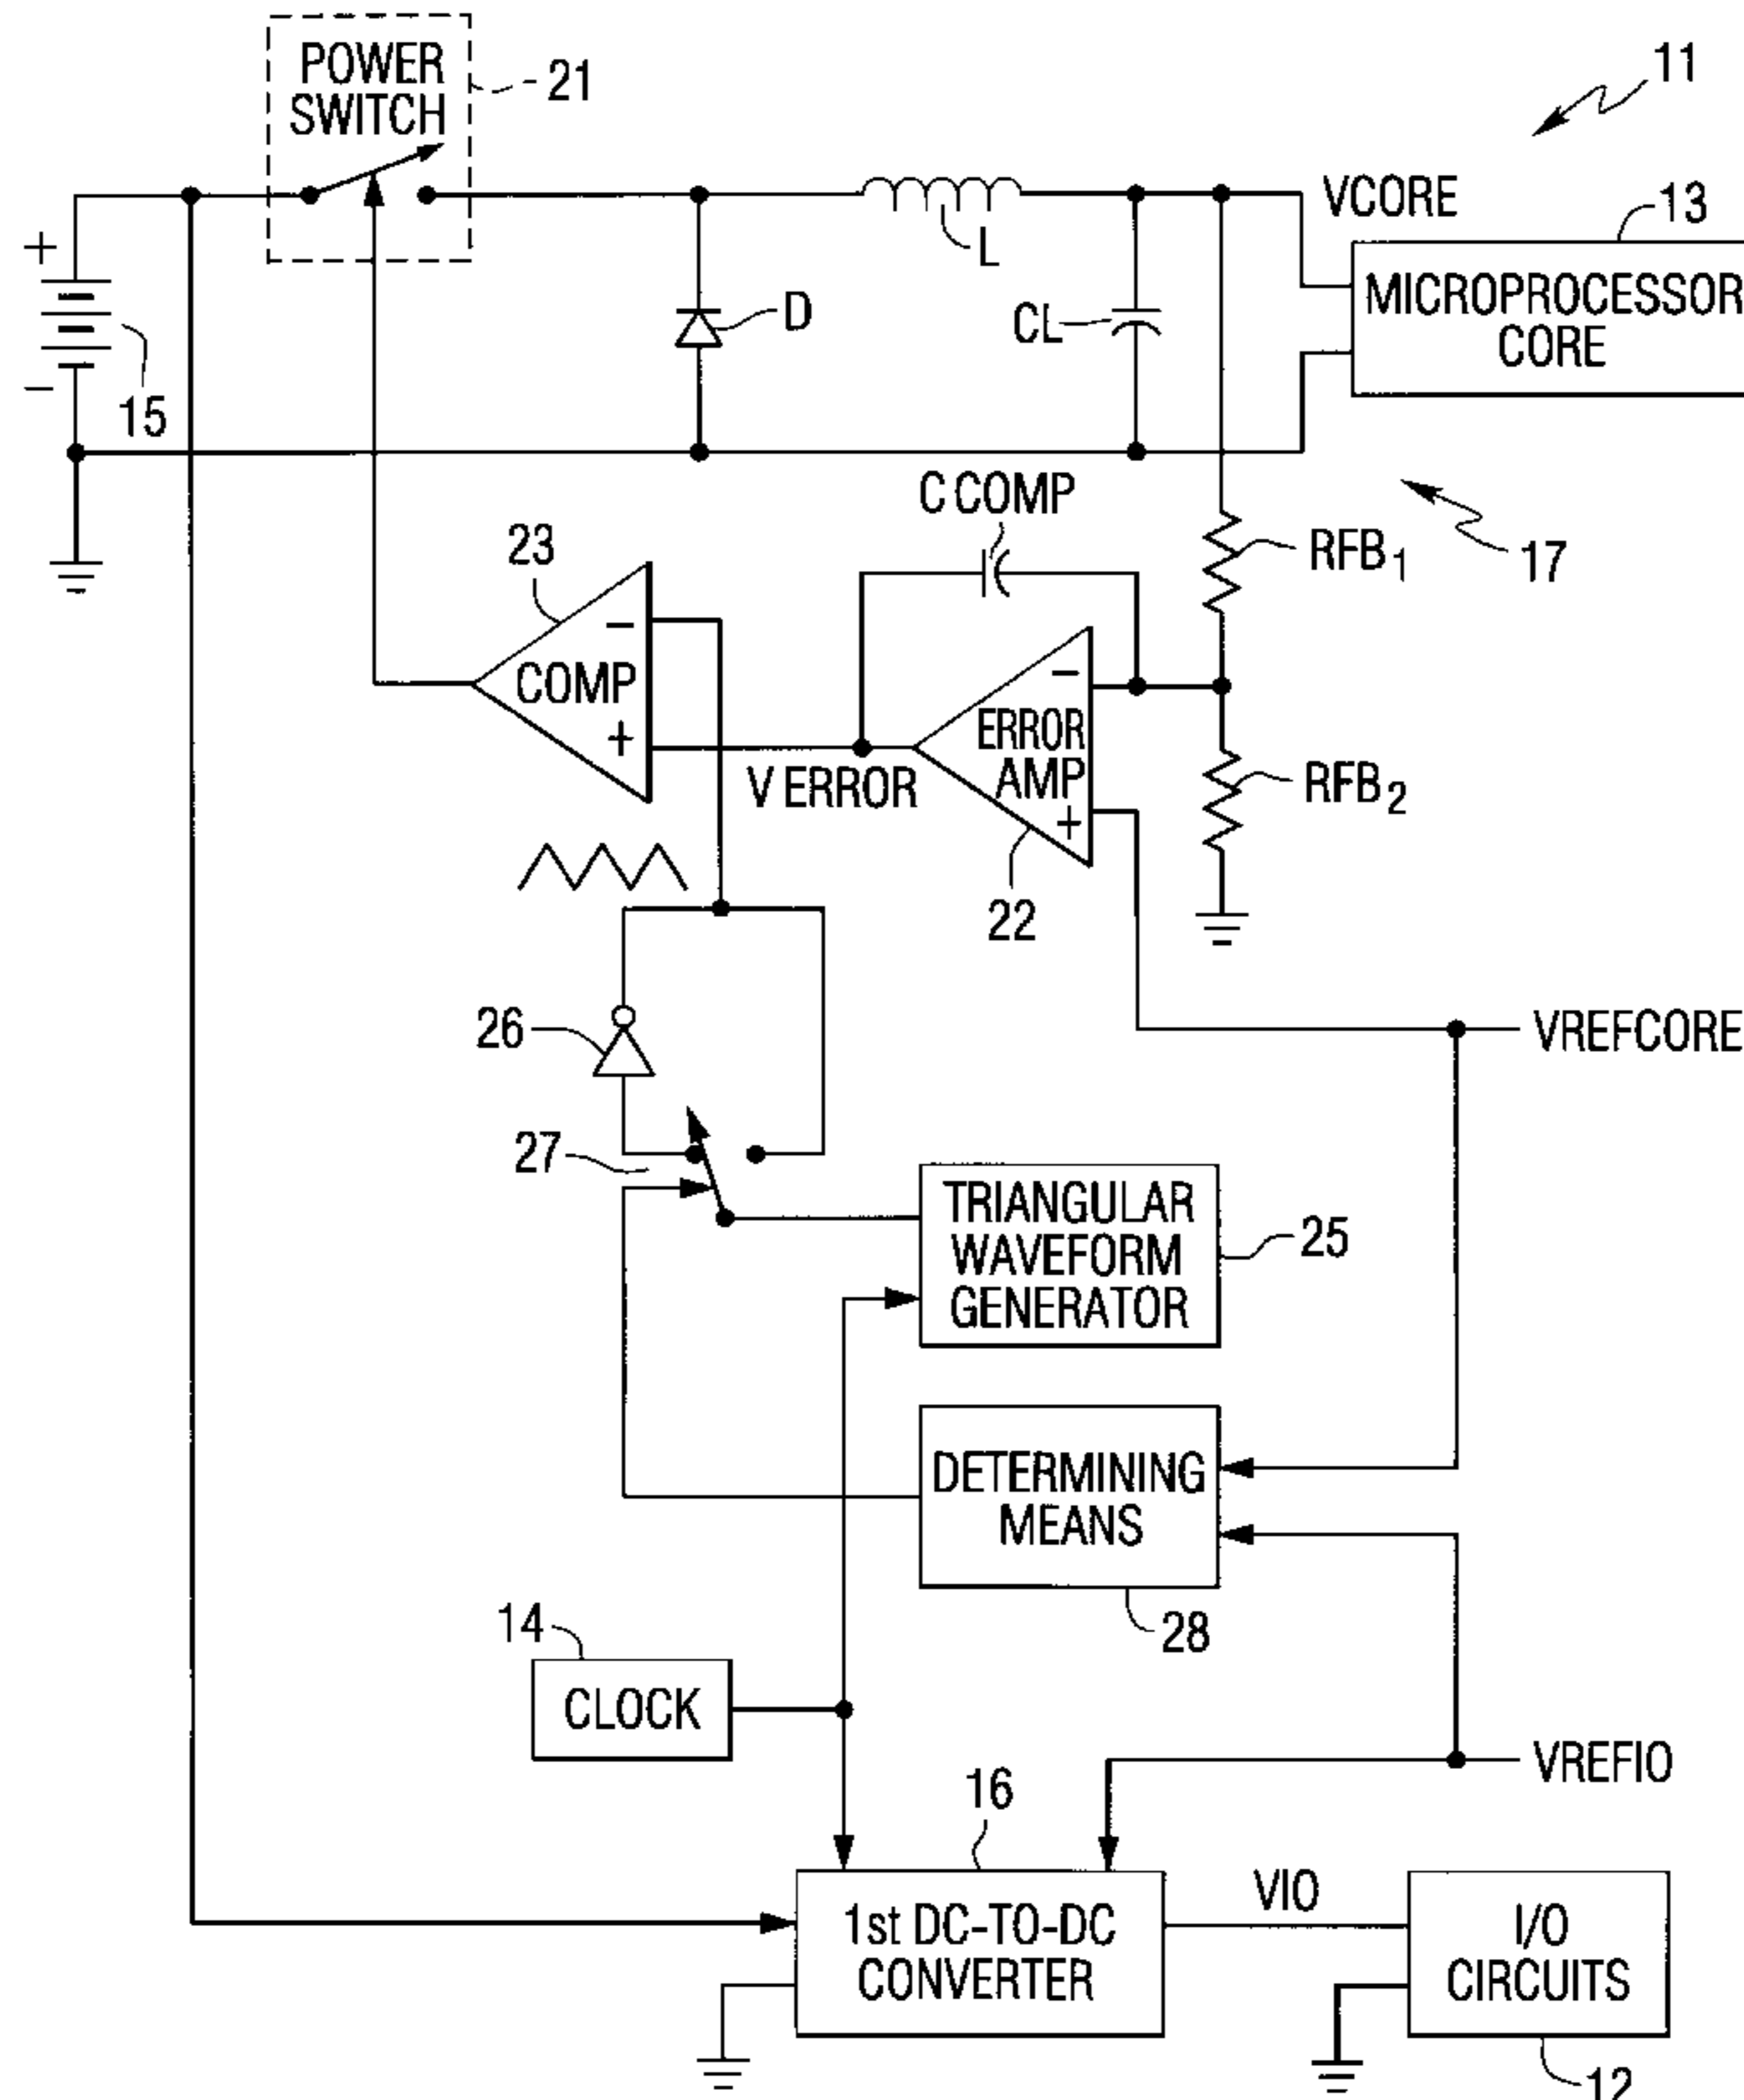 POWER
SWITCH
21
11
VCORE
13
MICROPROCESSOR
CORE
+
−
15
D
L
CL
C COMP
RFB1
17
23
−
COMP
+
V ERROR
−
ERROR
AMP
+
22
RFB2
26
VREFCORE
27
TRIANGULAR
WAVEFORM
GENERATOR
25
DETERMINING
MEANS
28
14
CLOCK
VREFIO
16
1st DC-TO-DC
CONVERTER
VIO
I/O
CIRCUITS
12